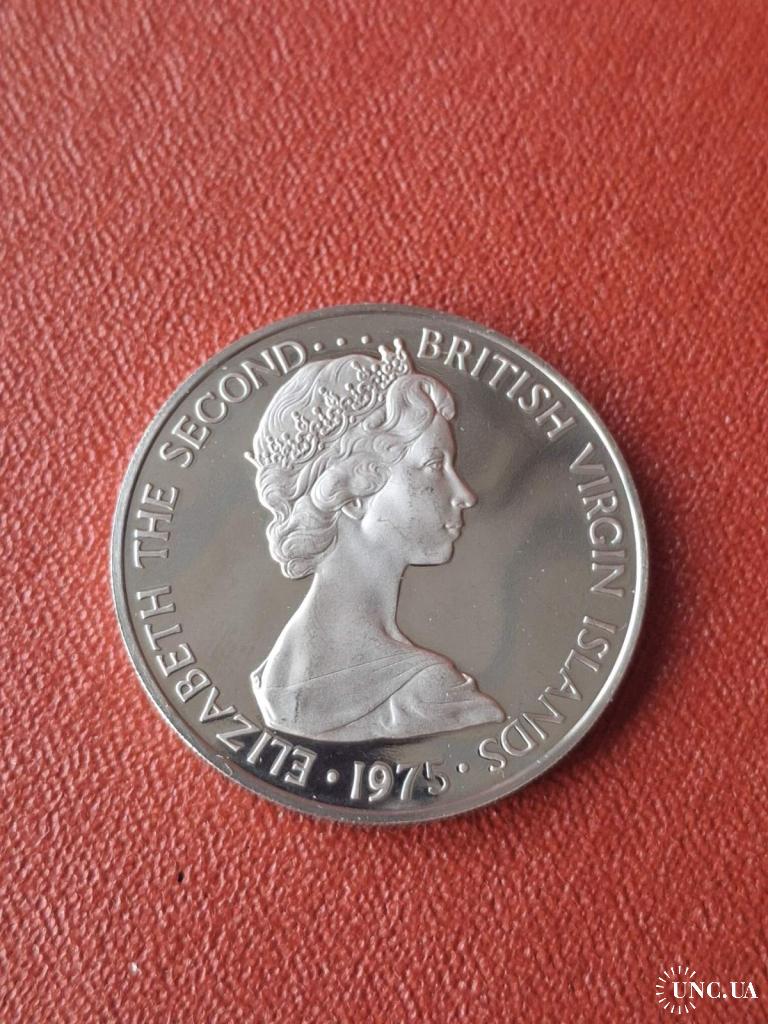 ELIZABETH THE SECOND.... BRITISH VIRGIN ISLANDS
· 1975 ·
UNC.UA